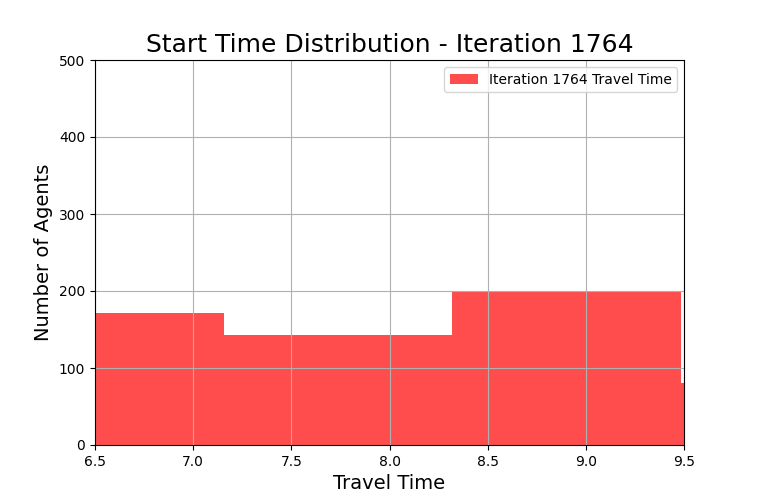 Start Time Distribution - Iteration 1764
500
400
300
200
100
0
Number of Agents
Iteration 1764 Travel Time
6.5 7.0 7.5 8.0 8.5 9.0 9.5
Travel Time